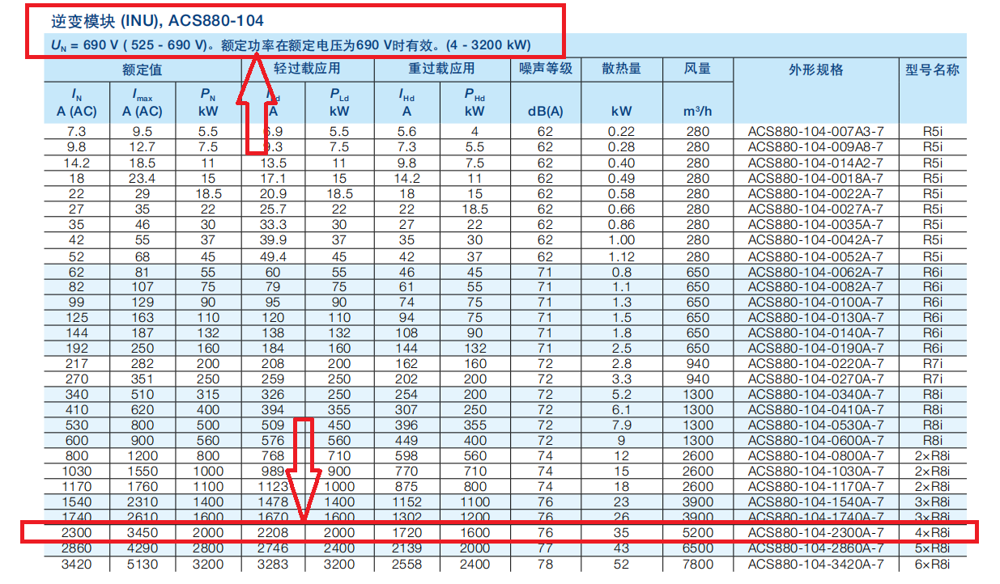 逆变模块 (INU), ACS880-104
UN = 690 V ( 525 - 690 V)。额定功率在额定电压为690 V时有效。(4 - 3200 kW)
额定值 轻过载应用 重过载应用 噪声等级 散热量 风量 外形规格 型号名称
IN Imax PN PLd IHd PHd
A (AC) A (AC) kW A kW A kW dB(A) kW m³/h
7.3 9.5 5.5 6.9 5.5 5.6 4 62 0.22 280 ACS880-104-007A3-7 R5i
9.8 12.7 7.5 9.3 7.5 7.3 5.5 62 0.28 280 ACS880-104-009A8-7 R5i
14.2 18.5 11 13.5 11 9.8 7.5 62 0.40 280 ACS880-104-014A2-7 R5i
18 23.4 15 17.1 15 14.2 11 62 0.49 280 ACS880-104-0018A-7 R5i
22 29 18.5 20.9 18.5 18 15 62 0.58 280 ACS880-104-0022A-7 R5i
27 35 22 25.7 22 22 18.5 62 0.66 280 ACS880-104-0027A-7 R5i
35 46 30 33.3 30 27 22 62 0.86 280 ACS880-104-0035A-7 R5i
42 55 37 39.9 37 35 30 62 1.00 280 ACS880-104-0042A-7 R5i
52 68 45 49.4 45 42 37 62 1.12 280 ACS880-104-0052A-7 R5i
62 81 55 60 55 46 45 71 0.8 650 ACS880-104-0062A-7 R6i
82 107 75 79 75 61 55 71 1.1 650 ACS880-104-0082A-7 R6i
99 129 90 95 90 74 75 71 1.3 650 ACS880-104-0100A-7 R6i
125 163 110 120 110 94 75 71 1.5 650 ACS880-104-0130A-7 R6i
144 187 132 138 132 108 90 71 1.8 650 ACS880-104-0140A-7 R6i
192 250 160 184 160 144 132 71 2.5 650 ACS880-104-0190A-7 R6i
217 282 200 208 200 162 160 72 2.8 940 ACS880-104-0220A-7 R7i
270 351 250 259 250 202 200 72 3.3 940 ACS880-104-0270A-7 R7i
340 510 315 326 250 254 200 72 5.2 1300 ACS880-104-0340A-7 R8i
410 620 400 394 355 307 250 72 6.1 1300 ACS880-104-0410A-7 R8i
530 800 500 509 450 396 355 72 7.9 1300 ACS880-104-0530A-7 R8i
600 900 560 576 560 449 400 72 9 1300 ACS880-104-0600A-7 R8i
800 1200 800 768 710 598 560 74 12 2600 ACS880-104-0800A-7 2×R8i
1030 1550 1000 989 900 770 710 74 15 2600 ACS880-104-1030A-7 2×R8i
1170 1760 1100 1123 1000 875 800 74 18 2600 ACS880-104-1170A-7 2×R8i
1540 2310 1400 1478 1400 1152 1100 76 23 3900 ACS880-104-1540A-7 3×R8i
1740 2610 1600 1670 1600 1302 1200 76 26 3900 ACS880-104-1740A-7 3×R8i
2300 3450 2000 2208 2000 1720 1600 76 35 5200 ACS880-104-2300A-7 4×R8i
2860 4290 2800 2746 2400 2139 2000 77 43 6500 ACS880-104-2860A-7 5×R8i
3420 5130 3200 3283 3200 2558 2400 78 52 7800 ACS880-104-3420A-7 6×R8i